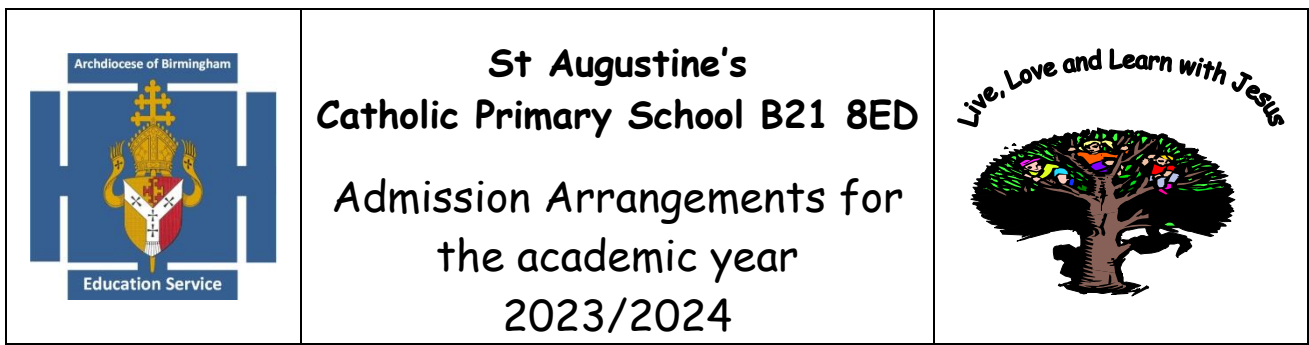 Archdiocese of Birmingham
Education Service
St Augustine's
Catholic Primary School B21 8ED
Admission Arrangements for
the academic year
2023/2024
Live, Love and Learn with Jesus